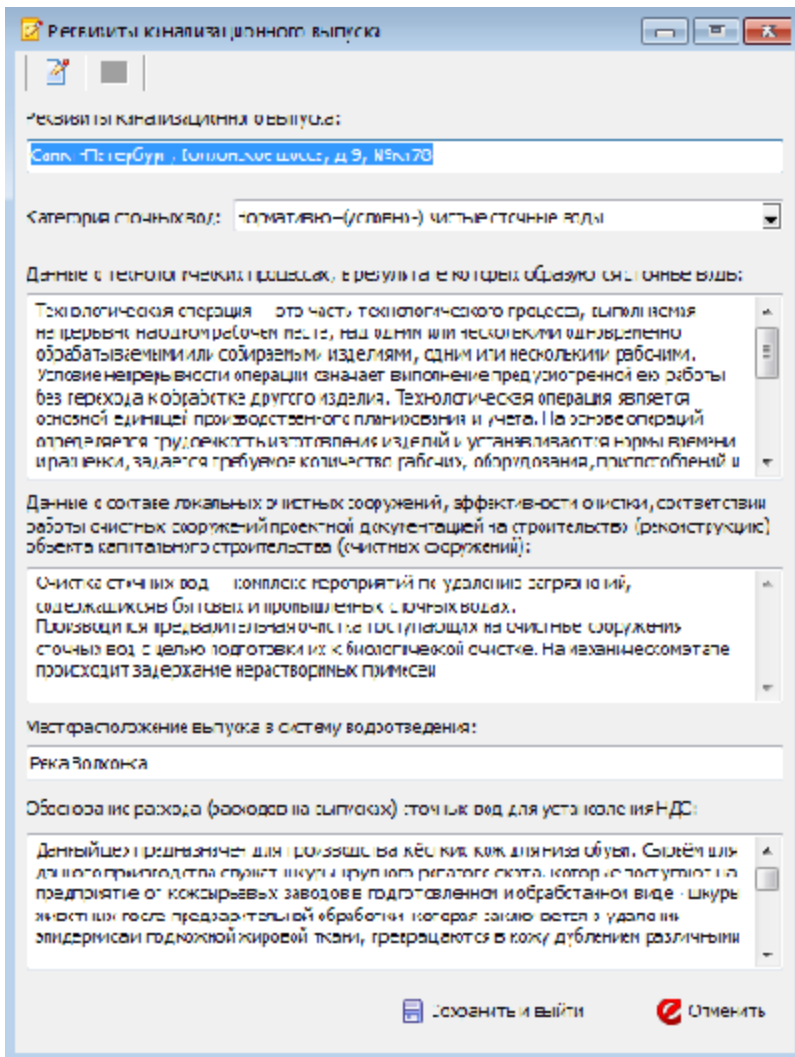 Реквизиты канализационного выпуска
Реквизиты канализационного выпуска:
Санкт-Петербург, Волхонское шоссе, д.9, №
Категория сточных вод: нормативно-(условно-) чистые сточные воды
Данные о технологических процессах, в результате которых образуются сточные воды:
Технологическая операция – это часть технологического процесса, выполняемая
непрерывно на одном рабочем месте, над одним или несколькими одновременно
обрабатываемыми или собираемыми изделиями, одним или несколькими рабочими.
Условие непрерывности операции означает выполнение предусмотренной ею работы
без перехода к обработке другого изделия. Технологическая операция является
основной единицей производственного планирования и учета. На основе операций
определяется трудоемкость изготовления изделий и устанавливаются нормы времени
и расценки, задается требуемое количество рабочих, оборудования, приспособлений и
Данные о составе локальных очистных сооружений, эффективности очистки, соответствии
работы очистных сооружений проектной документацией на строительство (реконструкцию)
объекта капитального строительства (очистных сооружений):
Очистка сточных вод – комплекс мероприятий по удалению загрязнений,
содержащихся в бытовых и промышленных сточных водах.
Производится предварительная очистка поступающих на очистные сооружения
сточных вод с целью подготовки их к биологической очистке. На механическом этапе
происходит задержание нерастворимых примесей
Месторасположение выпуска в систему водоотведения:
Река Волхонка
Обоснование расхода (расходов на выпусках) сточных вод для установления НДС:
Данный цех предназначен для производства жёстких кож для низа обуви. Сырьём для
данного производства служат шкуры крупного рогатого скота, которые поступают на
предприятие от кожсырьевых заводов в подготовленном и обработанном виде - шкуры
животных после предварительной обработки, которая заключается в удалении
эпидермиса и подкожной жировой ткани, превращаются в кожу дублением различными
Сохранить и выйти
Отменить